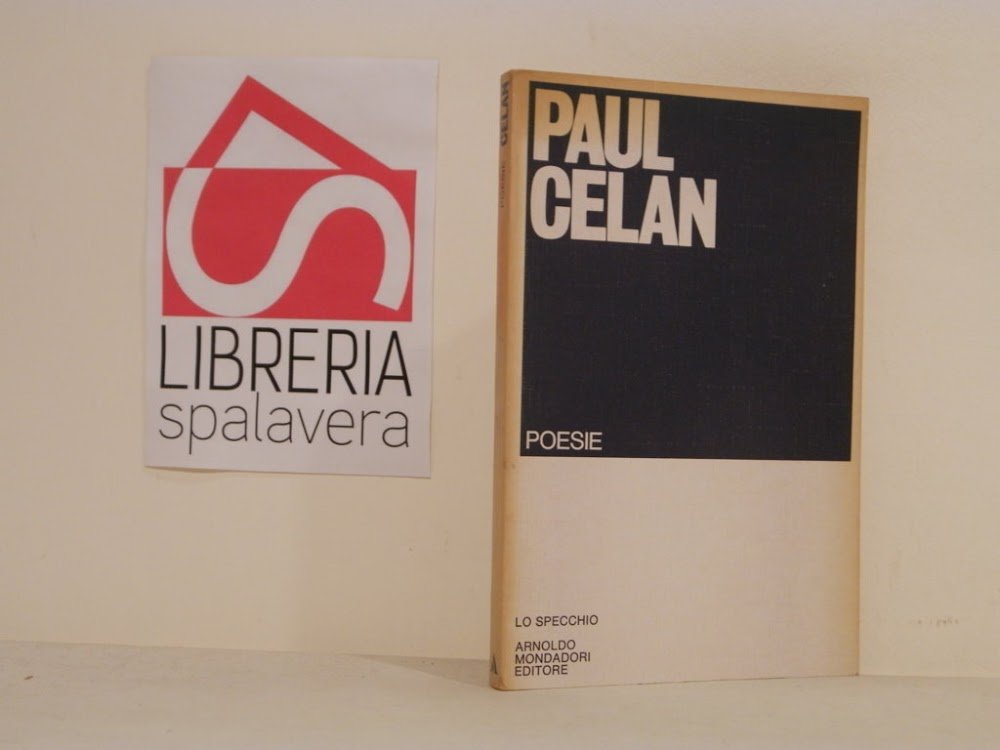 LIBRERIA
spalavera
CELAN
PAUL
CELAN
POESIE
LO SPECCHIO
ARNOLDO
MONDADORI
EDITORE